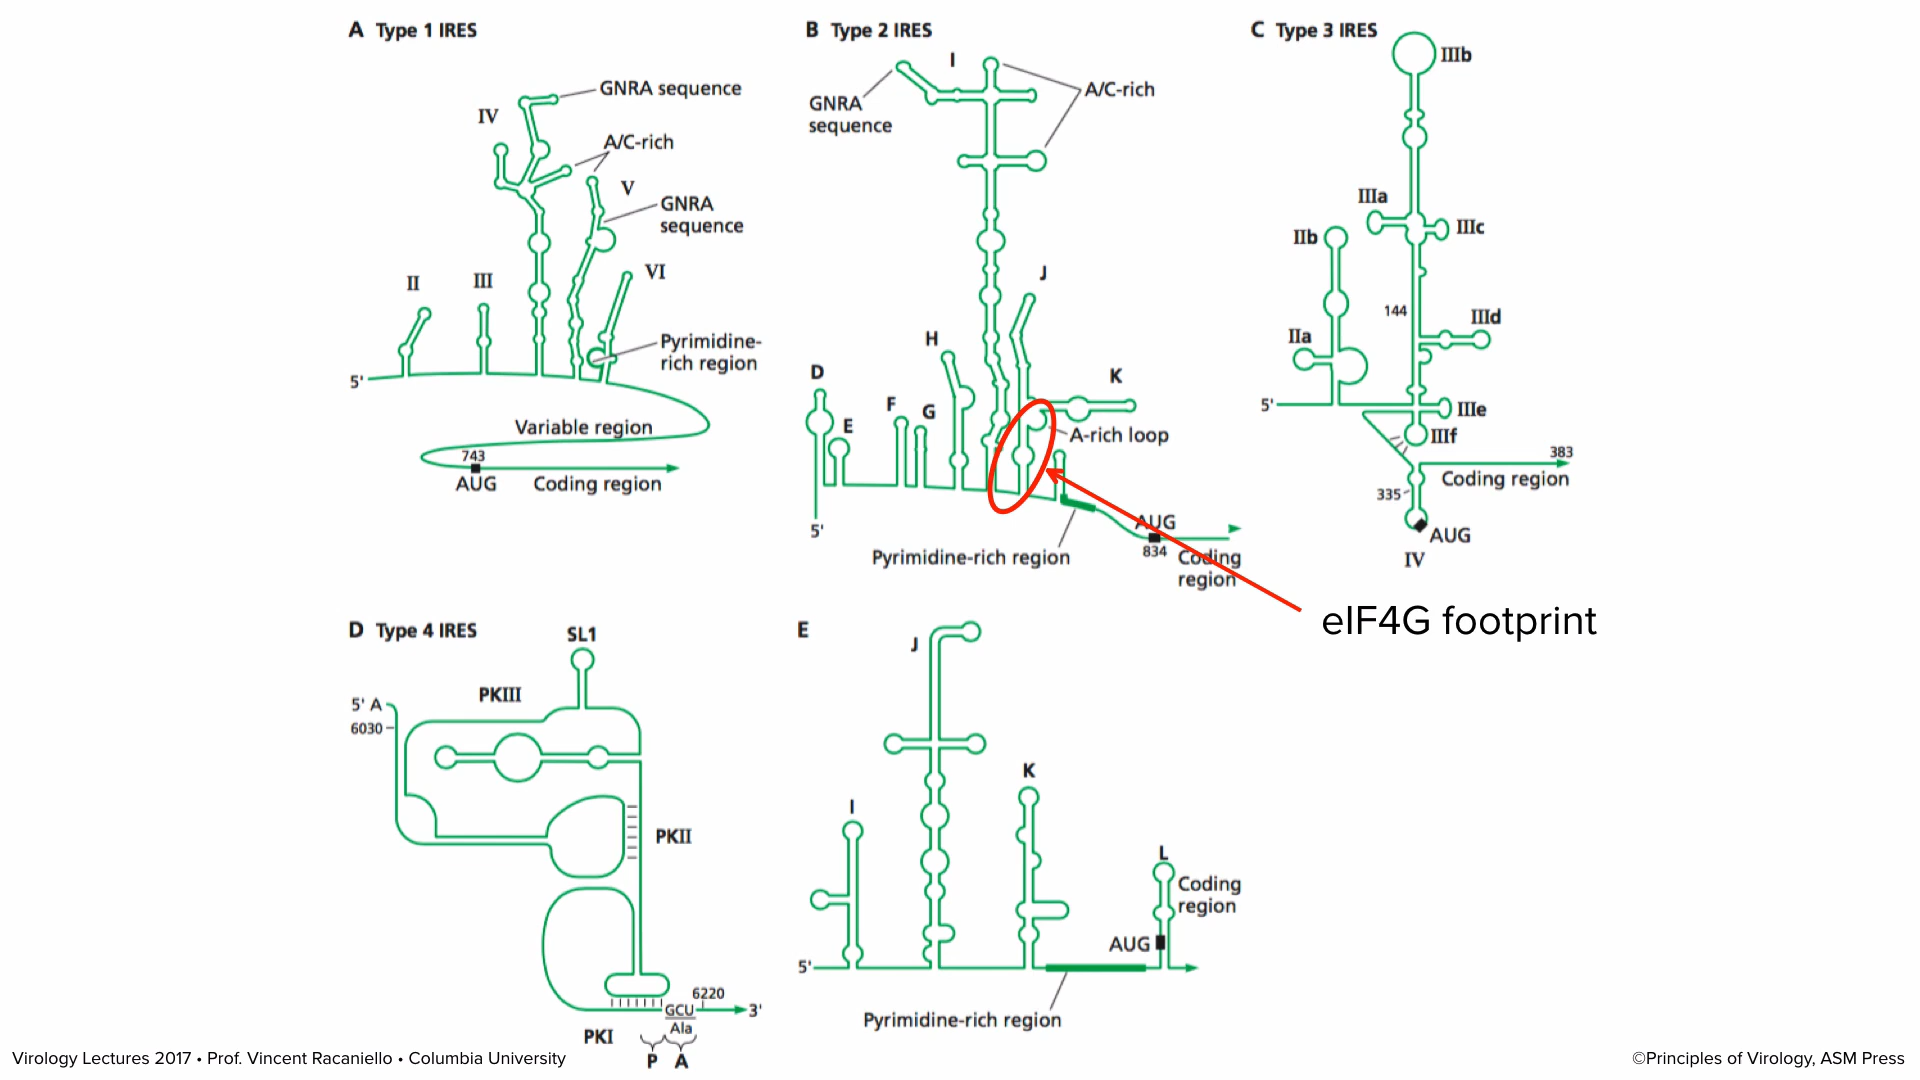 A Type 1 IRES
GNRA sequence
IV
A/C-rich
V
GNRA
sequence
VI
II
III
Pyrimidine-
rich region
5'
Variable region
743
AUG
Coding region
B Type 2 IRES
I
GNRA
sequence
A/C-rich
J
H
K
D
F
G
E
A-rich loop
5'
AUG
834
Pyrimidine-rich region
Coding
region
C Type 3 IRES
IIIb
IIIa
IIIc
IIb
144
IIId
IIa
5'
IIIe
IIIf
383
Coding region
335
AUG
IV
eIF4G footprint
D Type 4 IRES
SL1
PKIII
5' A
6030
PKII
6220
GCU
3'
Ala
PKI
P A
E
J
K
I
L
Coding
region
AUG
5'
Pyrimidine-rich region
Virology Lectures 2017 • Prof. Vincent Racaniello • Columbia University
©Principles of Virology, ASM Press